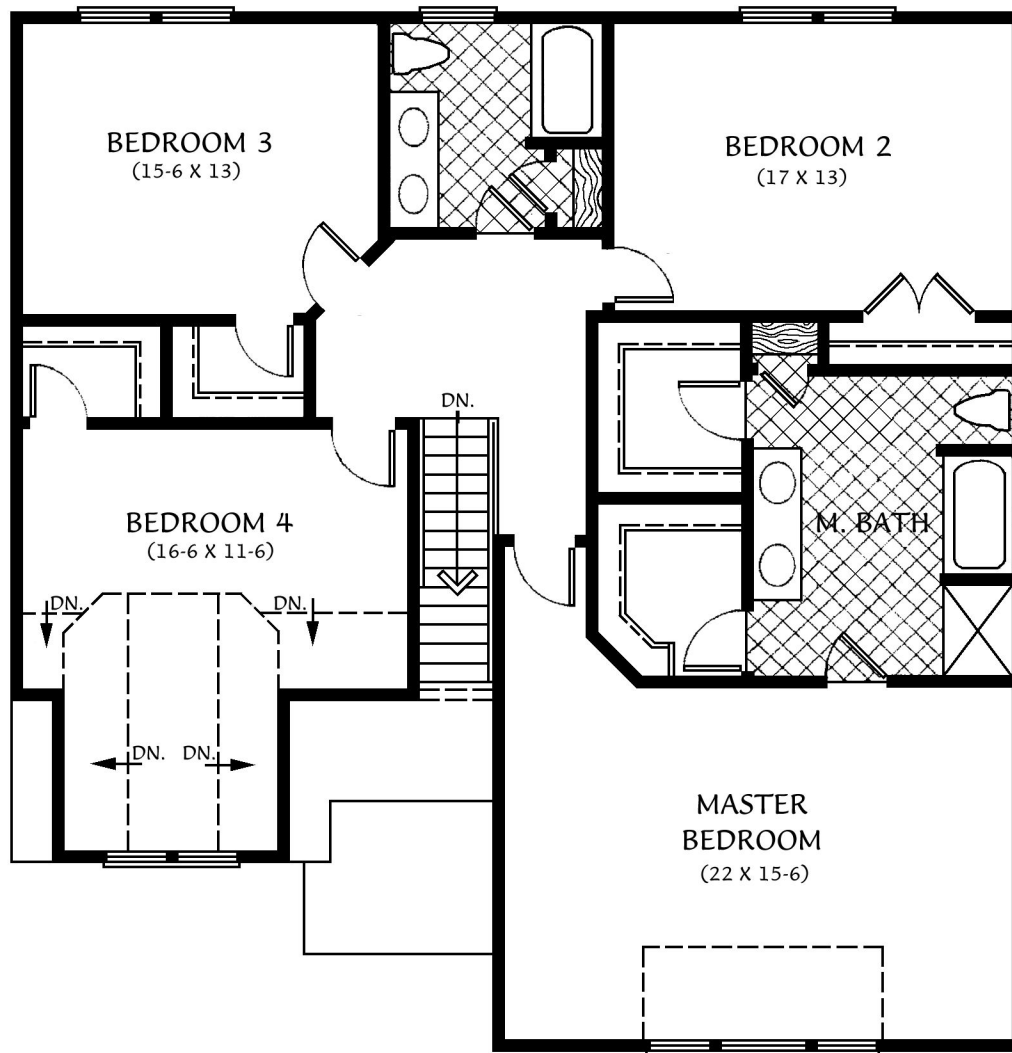 BEDROOM 3
(15-6 X 13)
BEDROOM 2
(17 X 13)
DN.
BEDROOM 4
(16-6 X 11-6)
M. BATH
DN.
DN.
DN.
DN.
MASTER
BEDROOM
(22 X 15-6)